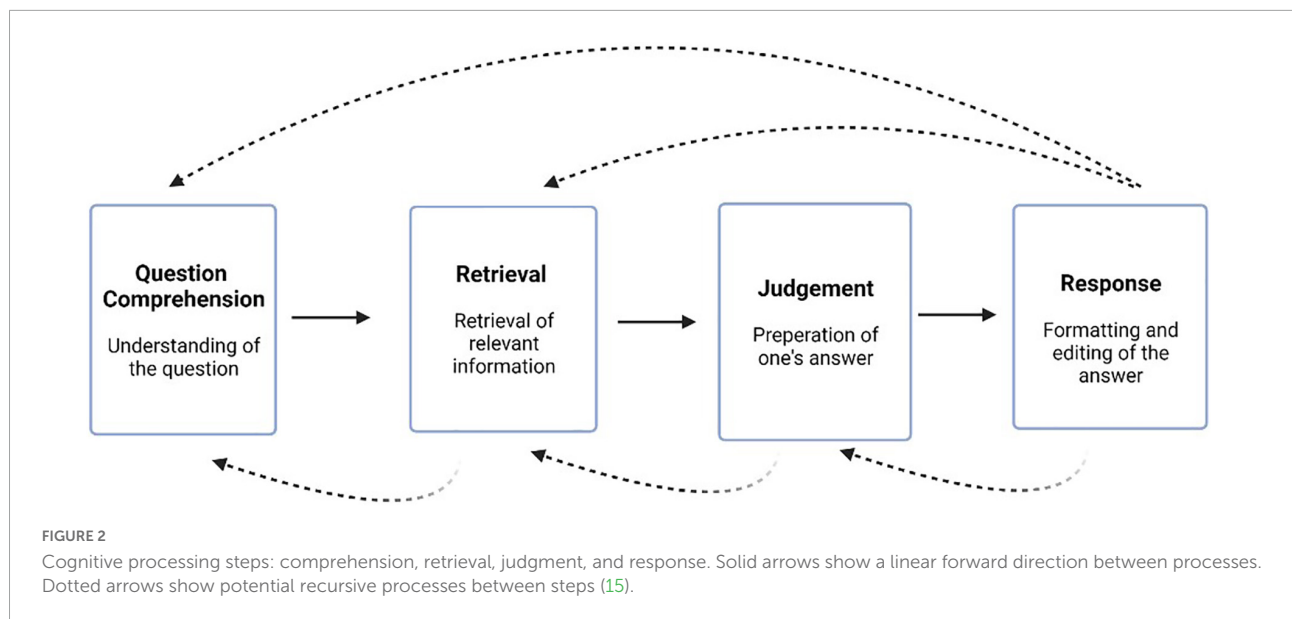 Question
Comprehension
Understanding of
the question
Retrieval
Retrieval of
relevant
information
Judgement
Preperation of
one's answer
Response
Formatting and
editing of the
answer
FIGURE 2
Cognitive processing steps: comprehension, retrieval, judgment, and response. Solid arrows show a linear forward direction between processes.
Dotted arrows show potential recursive processes between steps (15).